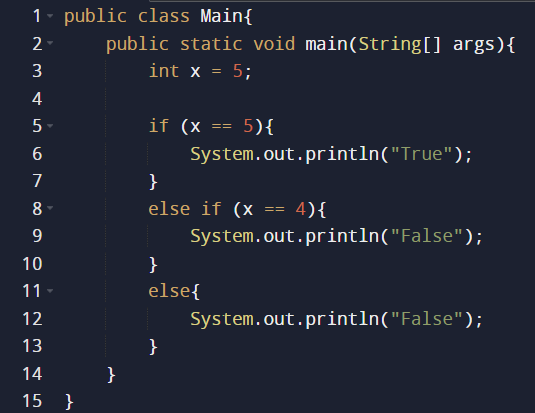 1 public class Main{
2     public static void main(String[] args){
3         int x = 5;
4
5         if (x == 5){
6             System.out.println("True");
7         }
8         else if (x == 4){
9             System.out.println("False");
10         }
11         else{
12             System.out.println("False");
13         }
14     }
15 }